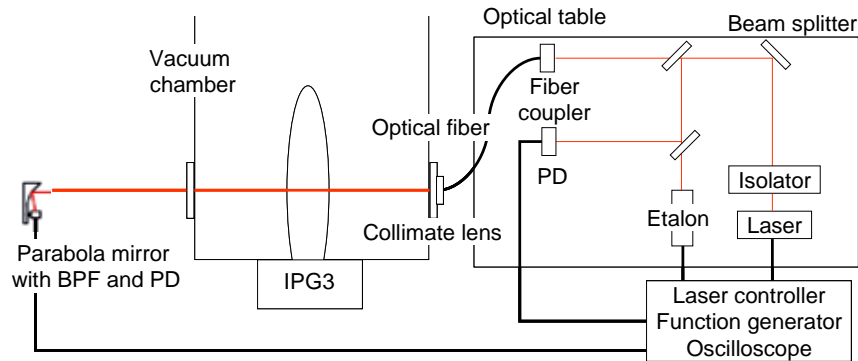 Optical table
Beam splitter
Vacuum
chamber
Fiber
coupler
Optical fiber
PD
Isolator
Etalon
Laser
Collimate lens
Parabola mirror
with BPF and PD
IPG3
Laser controller
Function generator
Oscilloscope